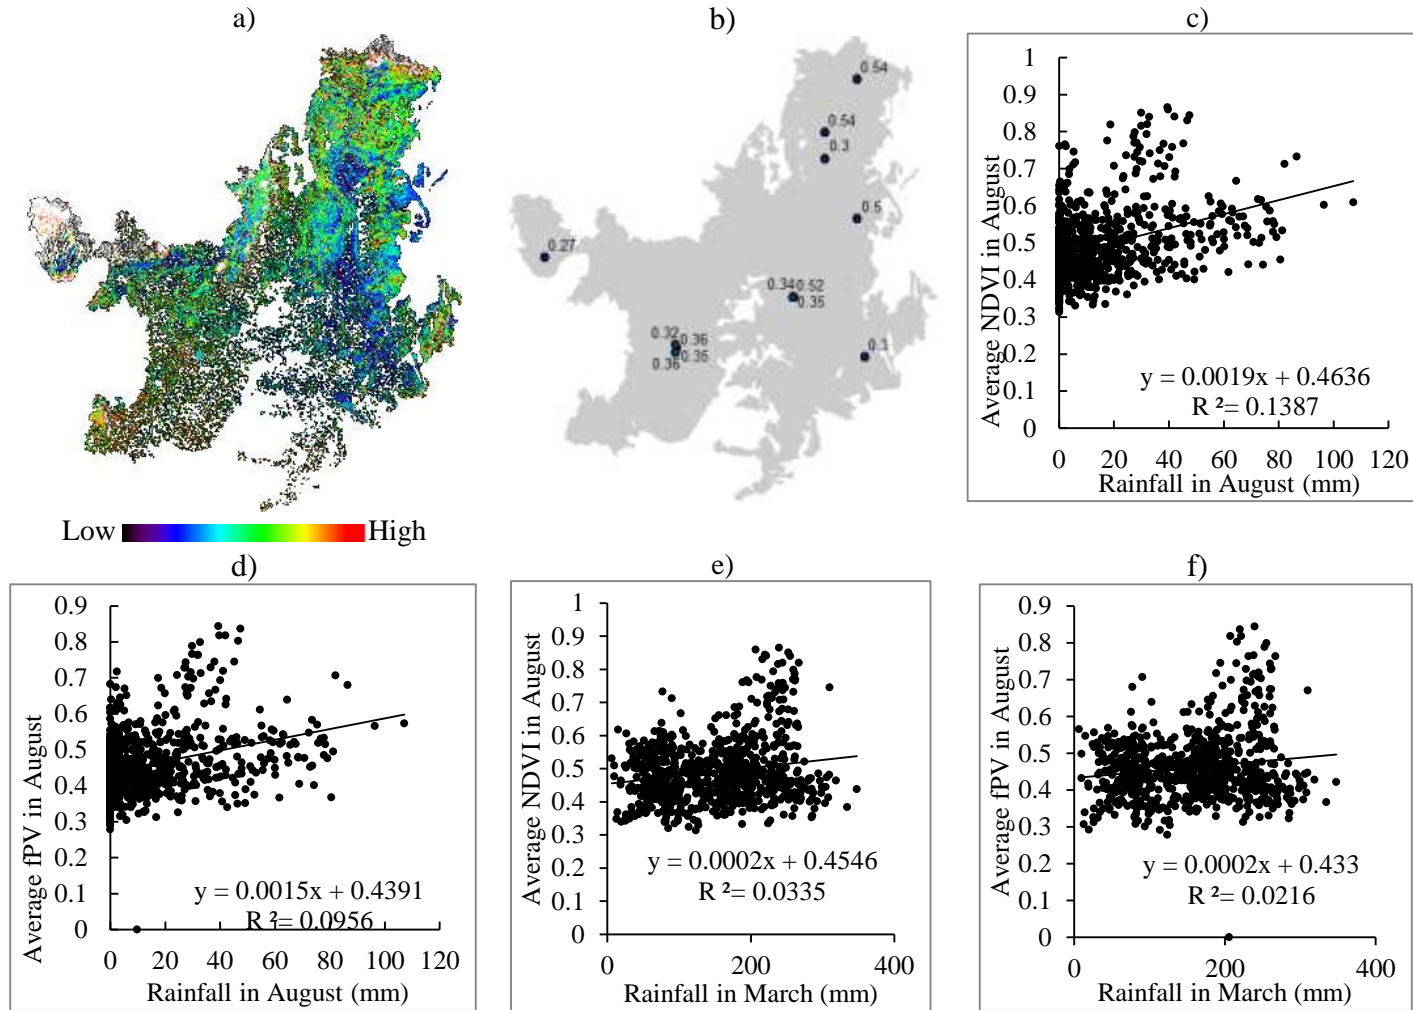 a)
b)
c)
Low High
0.54
0.54
0.3
0.5
0.27
0.34 0.52
0.35
0.32
0.36
0.35
0.36
0.1
Average NDVI in August
1
0.9
0.8
0.7
0.6
0.5
0.4
0.3
0.2
0.1
0
y = 0.0019x + 0.4636
R ²= 0.1387
0 20 40 60 80 100 120
Rainfall in August (mm)
d)
e)
f)
Average fPV in August
0.9
0.8
0.7
0.6
0.5
0.4
0.3
0.2
0.1
0
y = 0.0015x + 0.4391
R ²= 0.0956
0 20 40 60 80 100 120
Rainfall in August (mm)
Average NDVI in August
1
0.9
0.8
0.7
0.6
0.5
0.4
0.3
0.2
0.1
0
y = 0.0002x + 0.4546
R ²= 0.0335
0 200 400
Rainfall in March (mm)
Average fPV in August
0.9
0.8
0.7
0.6
0.5
0.4
0.3
0.2
0.1
0
y = 0.0002x + 0.433
R ²= 0.0216
0 200 400
Rainfall in March (mm)